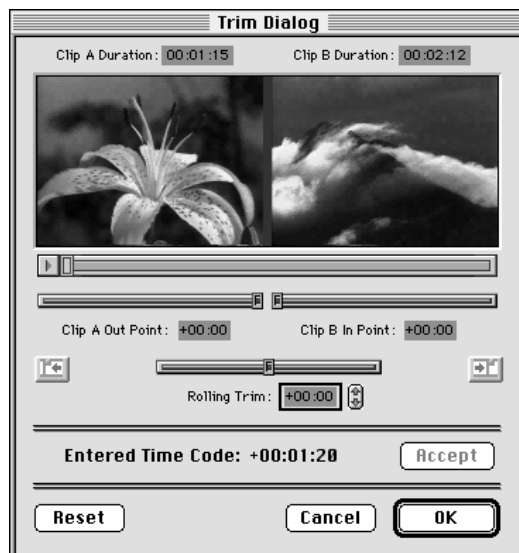 Trim Dialog
Clip A Duration: 00:01:15 Clip B Duration: 00:02:12
Clip A Out Point: +00:00 Clip B In Point: +00:00
Rolling Trim: +00:00
Entered Time Code: +00:01:20 Accept
Reset Cancel OK